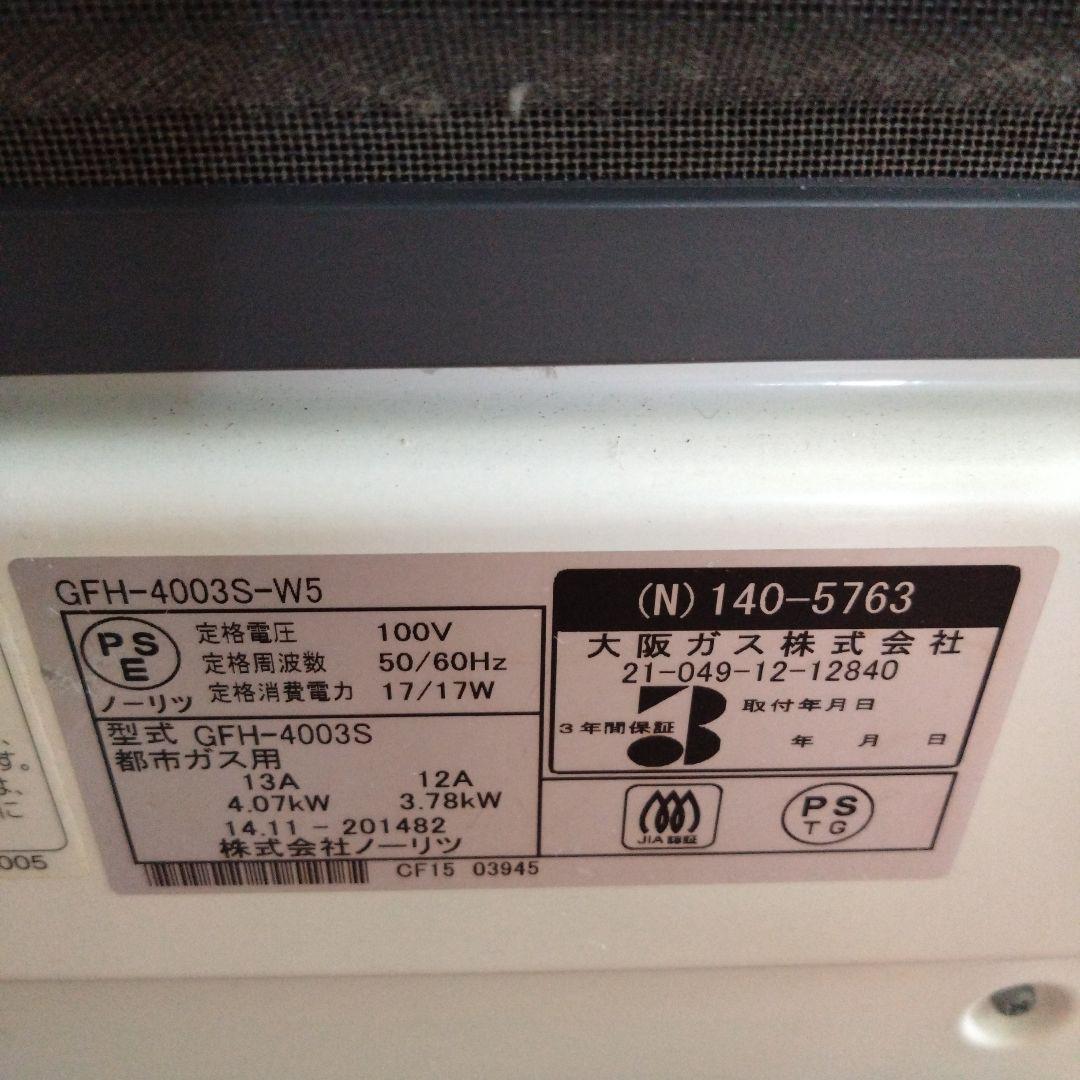 GFH-4003S-W5
PS
E
ノーリツ
定格電圧 100V
定格周波数 50/60Hz
定格消費電力 17/17W
型式 GFH-4003S
都市ガス用
13A 12A
4.07kW 3.78kW
14.11 - 201482
株式会社ノーリツ
CF15 03945
(N) 140-5763
大阪ガス株式会社
21-049-12-12840
3年間保証
取付年月日
年 月 日
JIA 認証
PS
TG
す。
は、
に
005